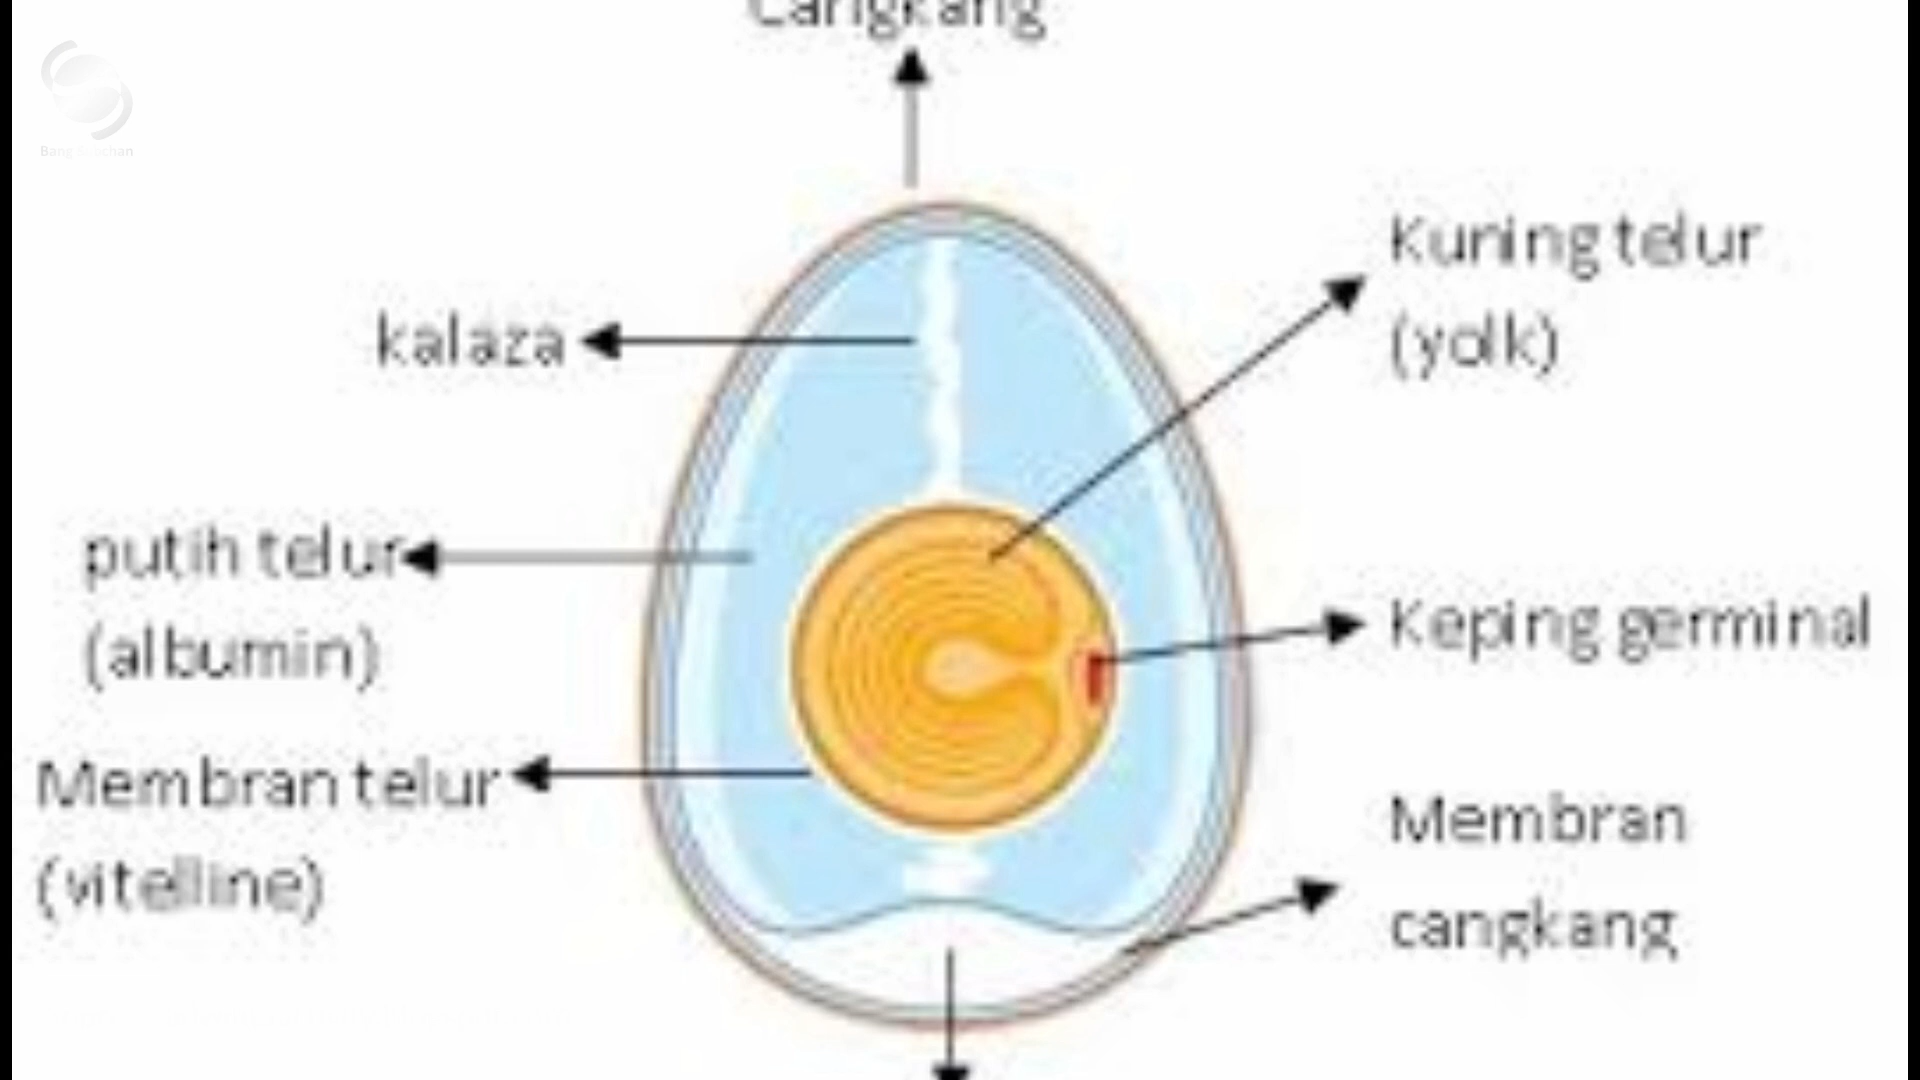 Cangkang
Kuning telur
(yolk)
kalaza
putih telur
(albumin)
Keping germinal
Membran telur
(vitelline)
Membran
cangkang